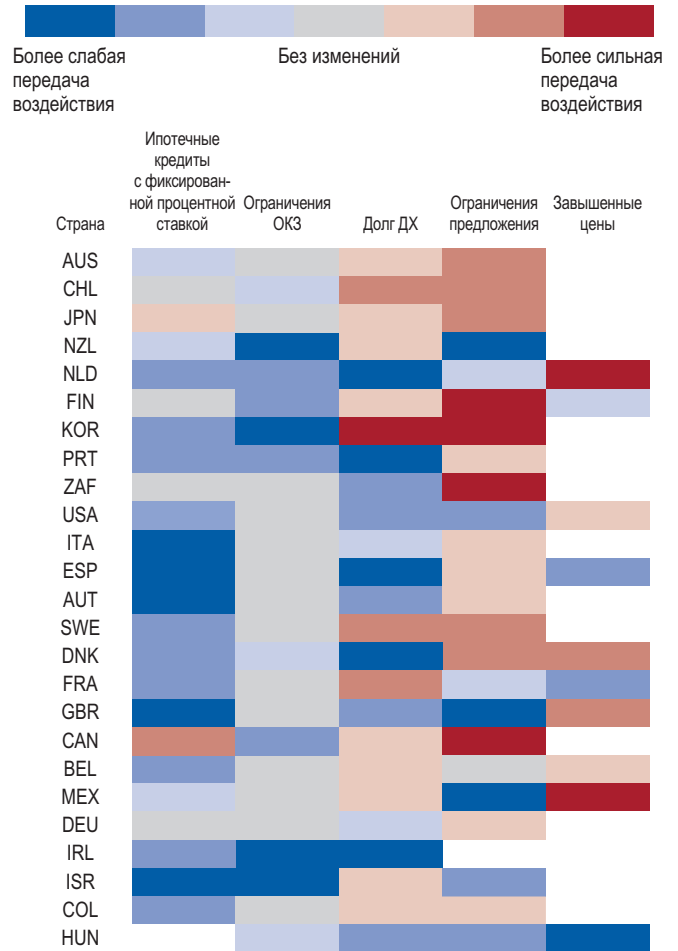 Более слабая
передача
воздействия
Без изменений
Более сильная
передача
воздействия
Страна
Ипотечные
кредиты
с фиксирован-
ной процентной
ставкой
Ограничения
ОКЗ
Долг ДХ
Ограничения
предложения
Завышенные
цены
AUS
CHL
JPN
NZL
NLD
FIN
KOR
PRT
ZAF
USA
ITA
ESP
AUT
SWE
DNK
FRA
GBR
CAN
BEL
MEX
DEU
IRL
ISR
COL
HUN